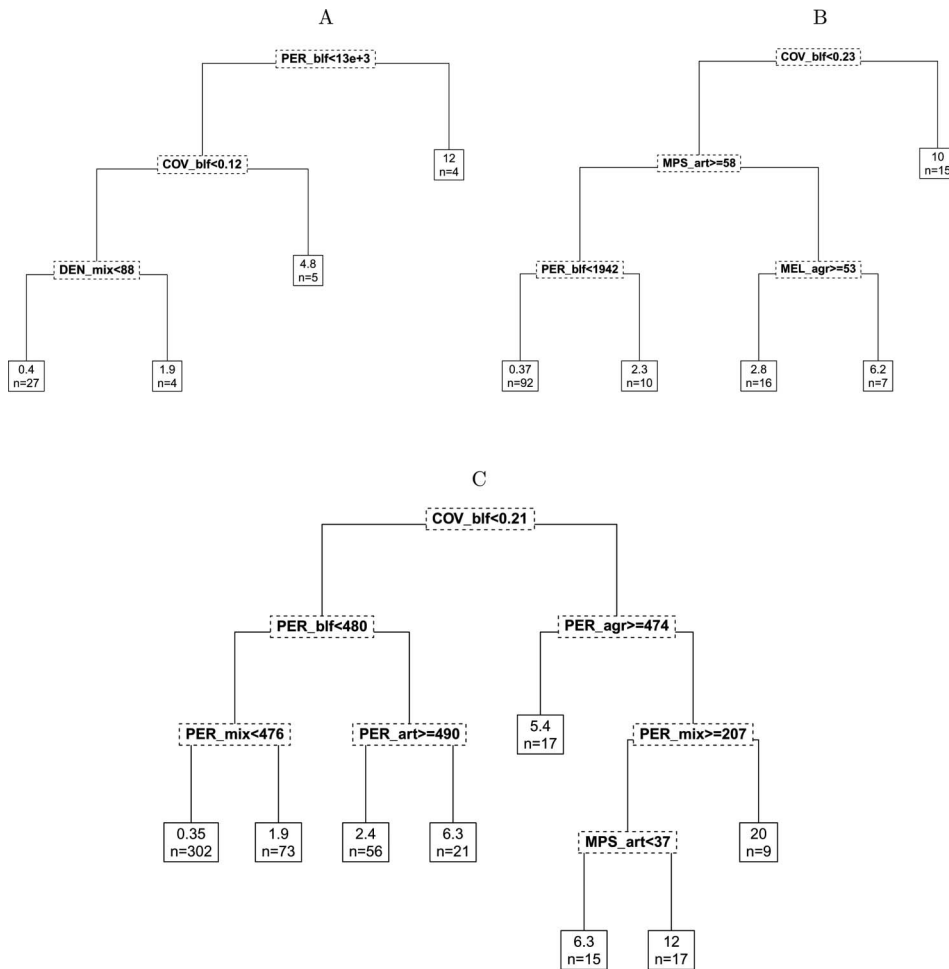 A
B
PER_blf<13e+3
COV_blf<0.12
12
n=4
DEN_mix<88
4.8
n=5
0.4
n=27
1.9
n=4
COV_blf<0.23
MPS_art>=58
10
n=15
PER_blf<1942
MEL_agr>=53
0.37
n=92
2.3
n=10
2.8
n=16
6.2
n=7
C
COV_blf<0.21
PER_blf<480
PER_agr>=474
PER_mix<476
PER_art>=490
5.4
n=17
PER_mix>=207
0.35
n=302
1.9
n=73
2.4
n=56
6.3
n=21
MPS_art<37
20
n=9
6.3
n=15
12
n=17